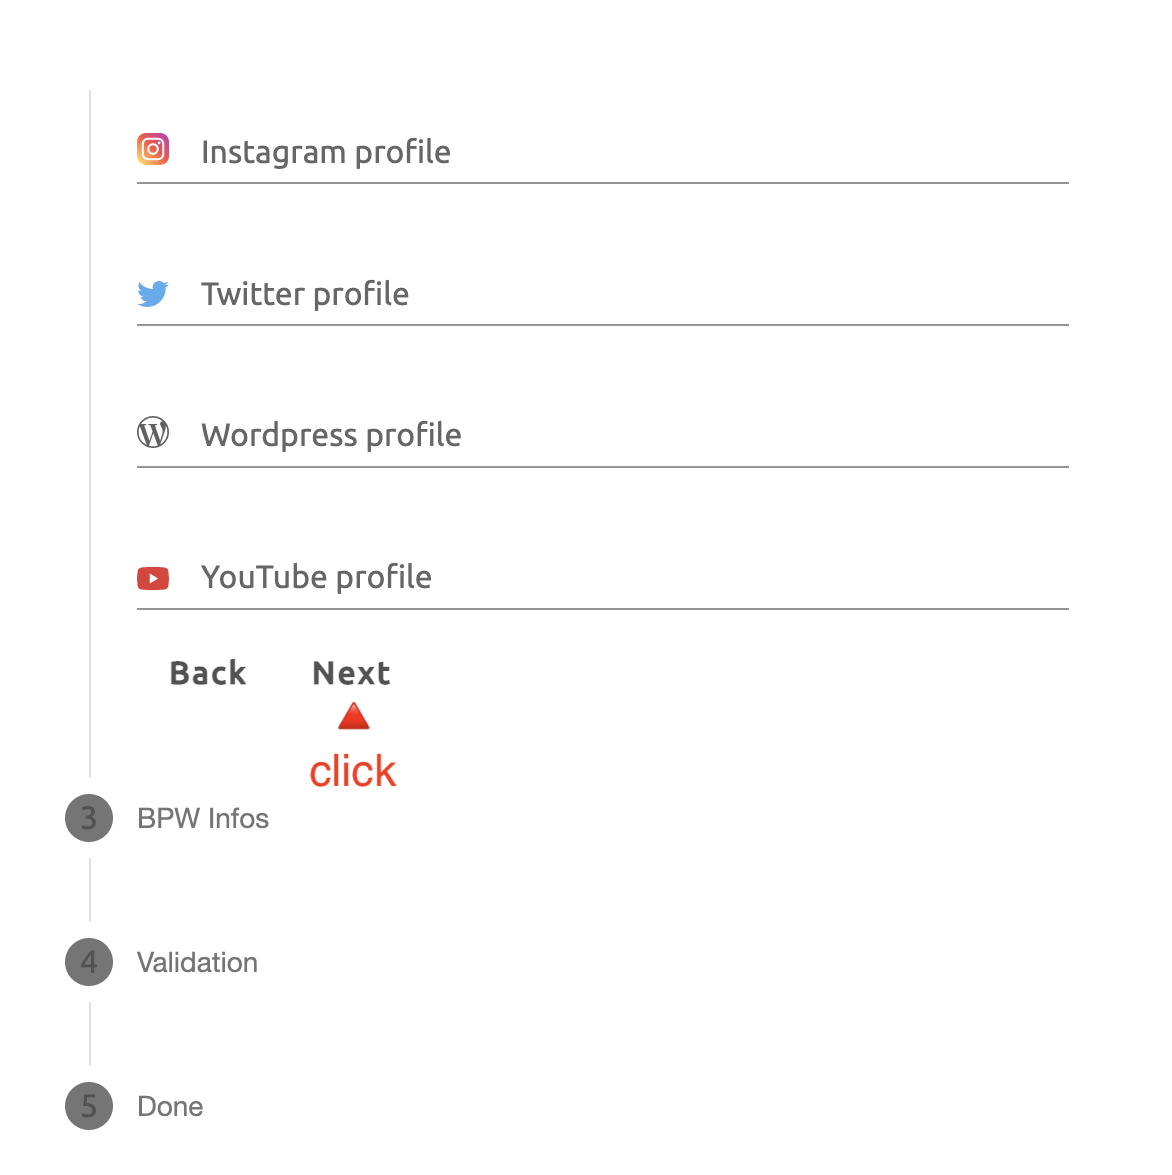 Instagram profile
Twitter profile
Wordpress profile
YouTube profile
Back Next
click
3 BPW Infos
4 Validation
5 Done